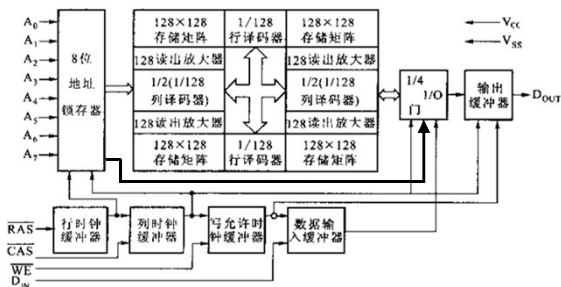 A0
A1
A2
A3
A4
A5
A6
A7
8位
地址
锁存器
128×128
存储矩阵
1/128
行译码器
128×128
存储矩阵
128读出放大器
128读出放大器
1/2(1/128
列译码器)
1/2(1/128
列译码器)
128读出放大器
128读出放大器
128×128
存储矩阵
1/128
行译码器
128×128
存储矩阵
VCC
VSS
1/4
I/O
门
输出
缓冲器
DOUT
RAS
行时钟
缓冲器
列时钟
缓冲器
写允许时
钟缓冲器
数据输
入缓冲器
CAS
WE
DIN